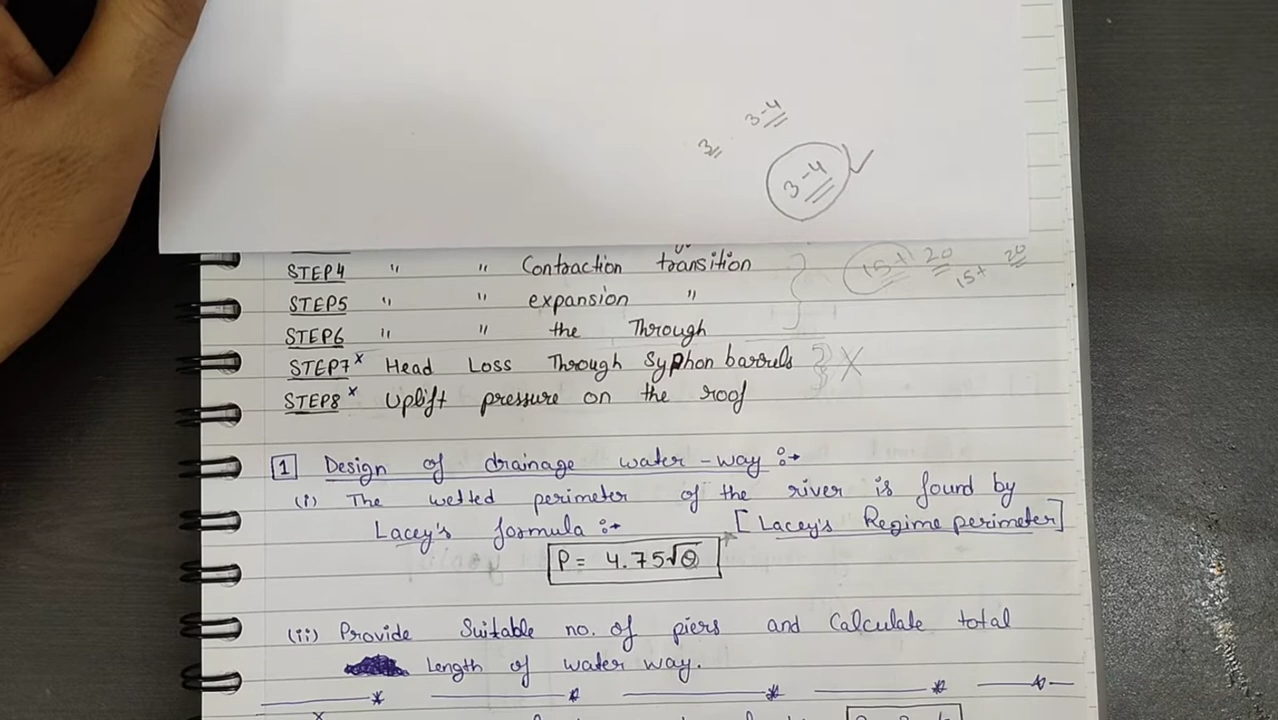 3-4
3
3-4
STEP4 " " Contraction transition
15+ 20 15+ 20
STEP5 " " expansion "
STEP6 " " the Through
STEP7x Head Loss Through Syphon barrels X
STEP8x Uplift pressure on the roof
1 Design of drainage water-way :→
(i) The wetted perimeter of the river is found by
Lacey's formula :→ [Lacey's Regime perimeter]
P = 4.75√Q
(ii) Provide Suitable no. of piers and Calculate total
Length of water way.